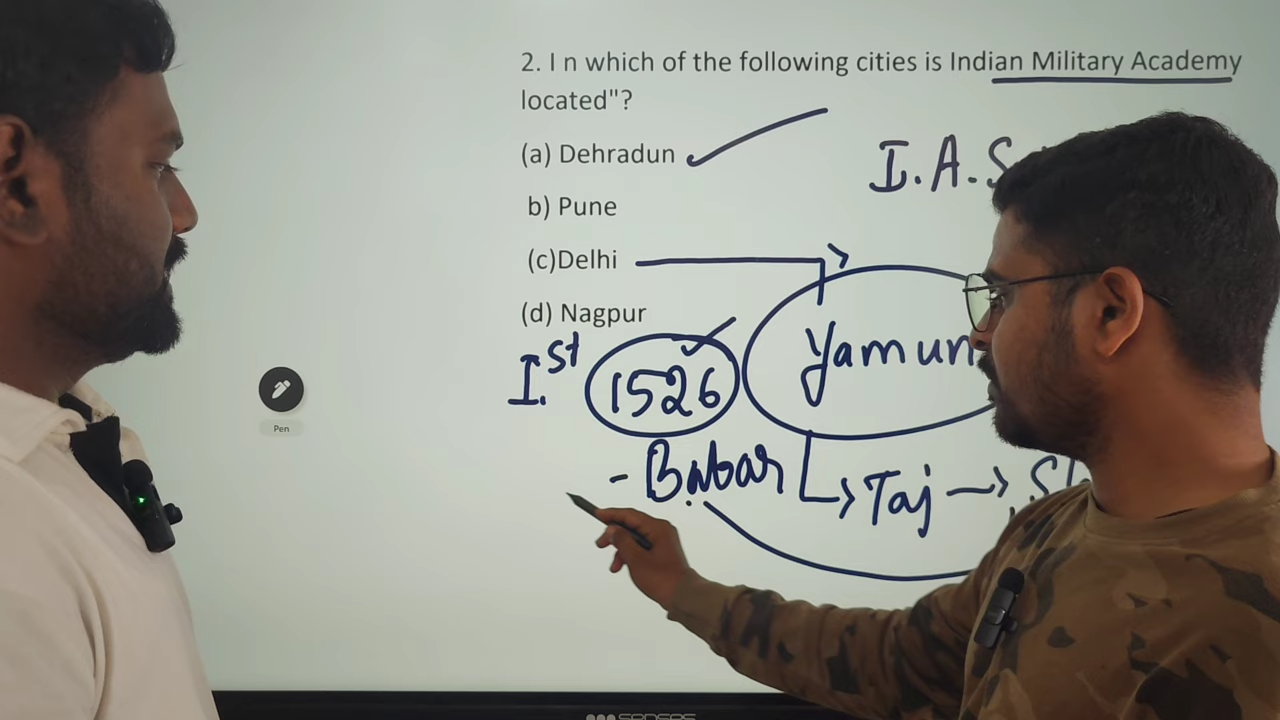 2. I n which of the following cities is Indian Military Academy
located"?
(a) Dehradun
I.A.S
b) Pune
(c)Delhi
(d) Nagpur
I.st
1526
Yamun
- Babar
Taj
Pen